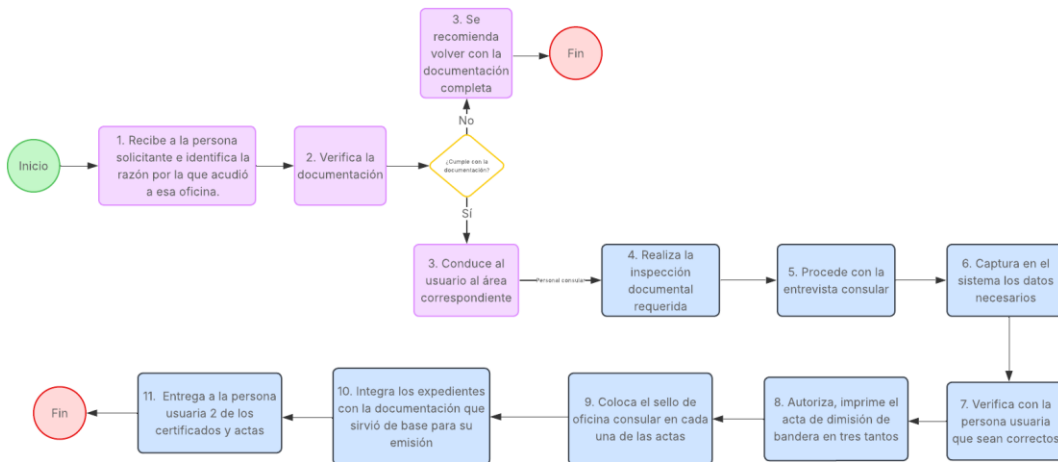 3. Se
recomienda
volver con la
documentación
completa
Fin
No
Inicio
1. Recibe a la persona
solicitante e identifica la
razón por la que acudió
a esa oficina.
2. Verifica la
documentación
¿Cumple con la
documentación?
Sí
3. Conduce al
usuario al área
correspondiente
Personal consular
4. Realiza la
inspección
documental
requerida
5. Procede con la
entrevista consular
6. Captura en el
sistema los datos
necesarios
7. Verifica con la
persona usuaria
que sean correctos
8. Autoriza, imprime el
acta de dimisión de
bandera en tres tantos
9. Coloca el sello de
oficina consular en cada
una de las actas
10. Integra los expedientes
con la documentación que
sirvió de base para su
emisión
11. Entrega a la persona
usuaria 2 de los
certificados y actas
Fin